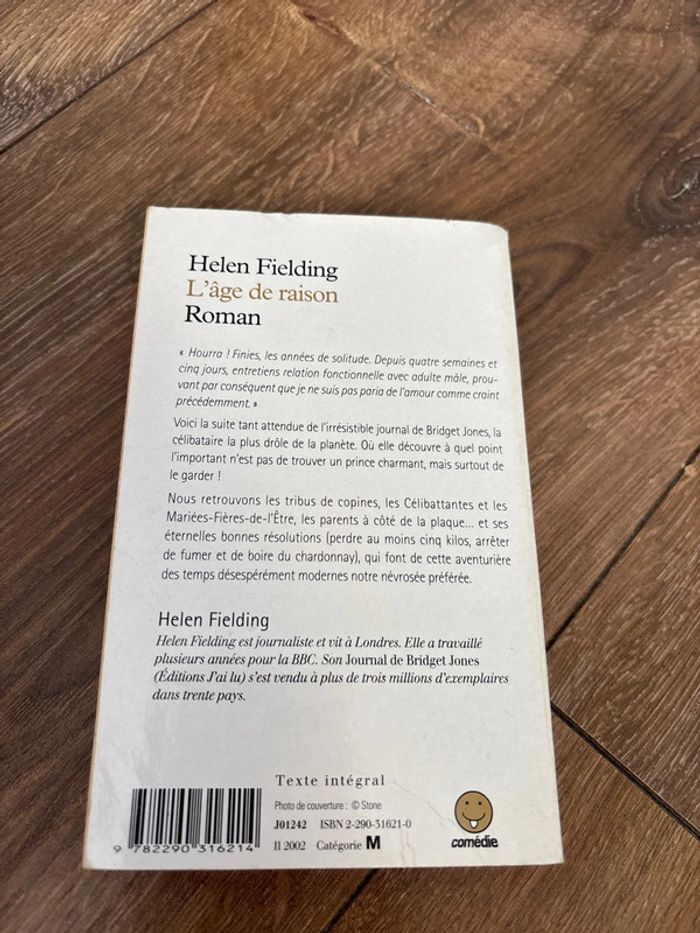 Helen Fielding
L'âge de raison
Roman
« Hourra ! Finies, les années de solitude. Depuis quatre semaines et
cinq jours, entretiens relation fonctionnelle avec adulte mâle, prou-
vant par conséquent que je ne suis pas paria de l'amour comme craint
précédemment. »
Voici la suite tant attendue de l'irrésistible journal de Bridget Jones, la
célibataire la plus drôle de la planète. Où elle découvre à quel point
l'important n'est pas de trouver un prince charmant, mais surtout de
le garder !
Nous retrouvons les tribus de copines, les Célibattantes et les
Mariées-Fières-de-l'Être, les parents à côté de la plaque... et ses
éternelles bonnes résolutions (perdre au moins cinq kilos, arrêter
de fumer et de boire du chardonnay), qui font de cette aventurière
des temps désespérément modernes notre névrosée préférée.
Helen Fielding
Helen Fielding est journaliste et vit à Londres. Elle a travaillé
plusieurs années pour la BBC. Son Journal de Bridget Jones
(Éditions J'ai lu) s'est vendu à plus de trois millions d'exemplaires
dans trente pays.
Texte intégral
Photo de couverture : © Stone
J01242 ISBN 2-290-31621-0
II 2002 Catégorie M
9 782290 316214
comédie